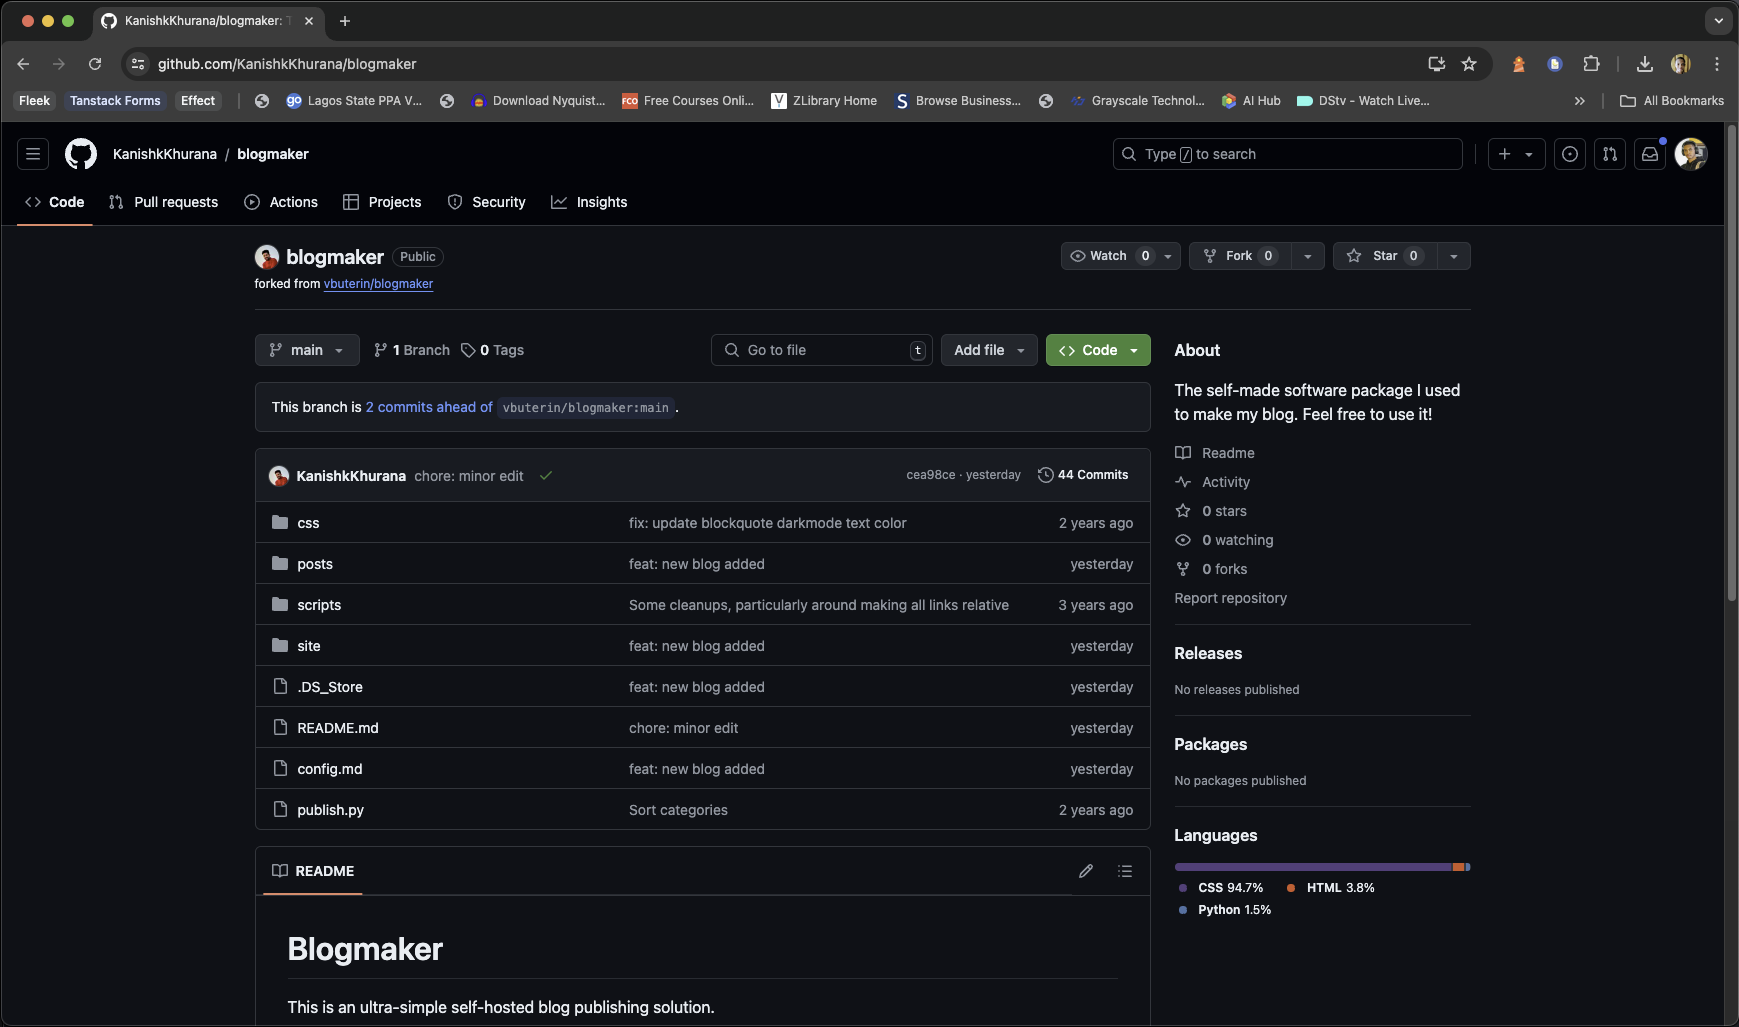 KanishkKhurana/blogmaker: T
github.com/KanishkKhurana/blogmaker
Fleek Tanstack Forms Effect go Lagos State PPA V... Download Nyquist... FCO Free Courses Onli... V ZLibrary Home S Browse Business... Grayscale Technol... AI Hub DStv - Watch Live... » All Bookmarks
KanishkKhurana / blogmaker Type / to search
Code Pull requests Actions Projects Security Insights
blogmaker Public Watch 0 Fork 0 Star 0
forked from vbuterin/blogmaker
main 1 Branch 0 Tags Go to file t Add file Code
This branch is 2 commits ahead of vbuterin/blogmaker:main .
KanishkKhurana chore: minor edit cea98ce · yesterday 44 Commits
css fix: update blockquote darkmode text color 2 years ago
posts feat: new blog added yesterday
scripts Some cleanups, particularly around making all links relative 3 years ago
site feat: new blog added yesterday
.DS_Store feat: new blog added yesterday
README.md chore: minor edit yesterday
config.md feat: new blog added yesterday
publish.py Sort categories 2 years ago
README
Blogmaker
This is an ultra-simple self-hosted blog publishing solution.
About
The self-made software package I used
to make my blog. Feel free to use it!
Readme
Activity
0 stars
0 watching
0 forks
Report repository
Releases
No releases published
Packages
No packages published
Languages
CSS 94.7% HTML 3.8%
Python 1.5%